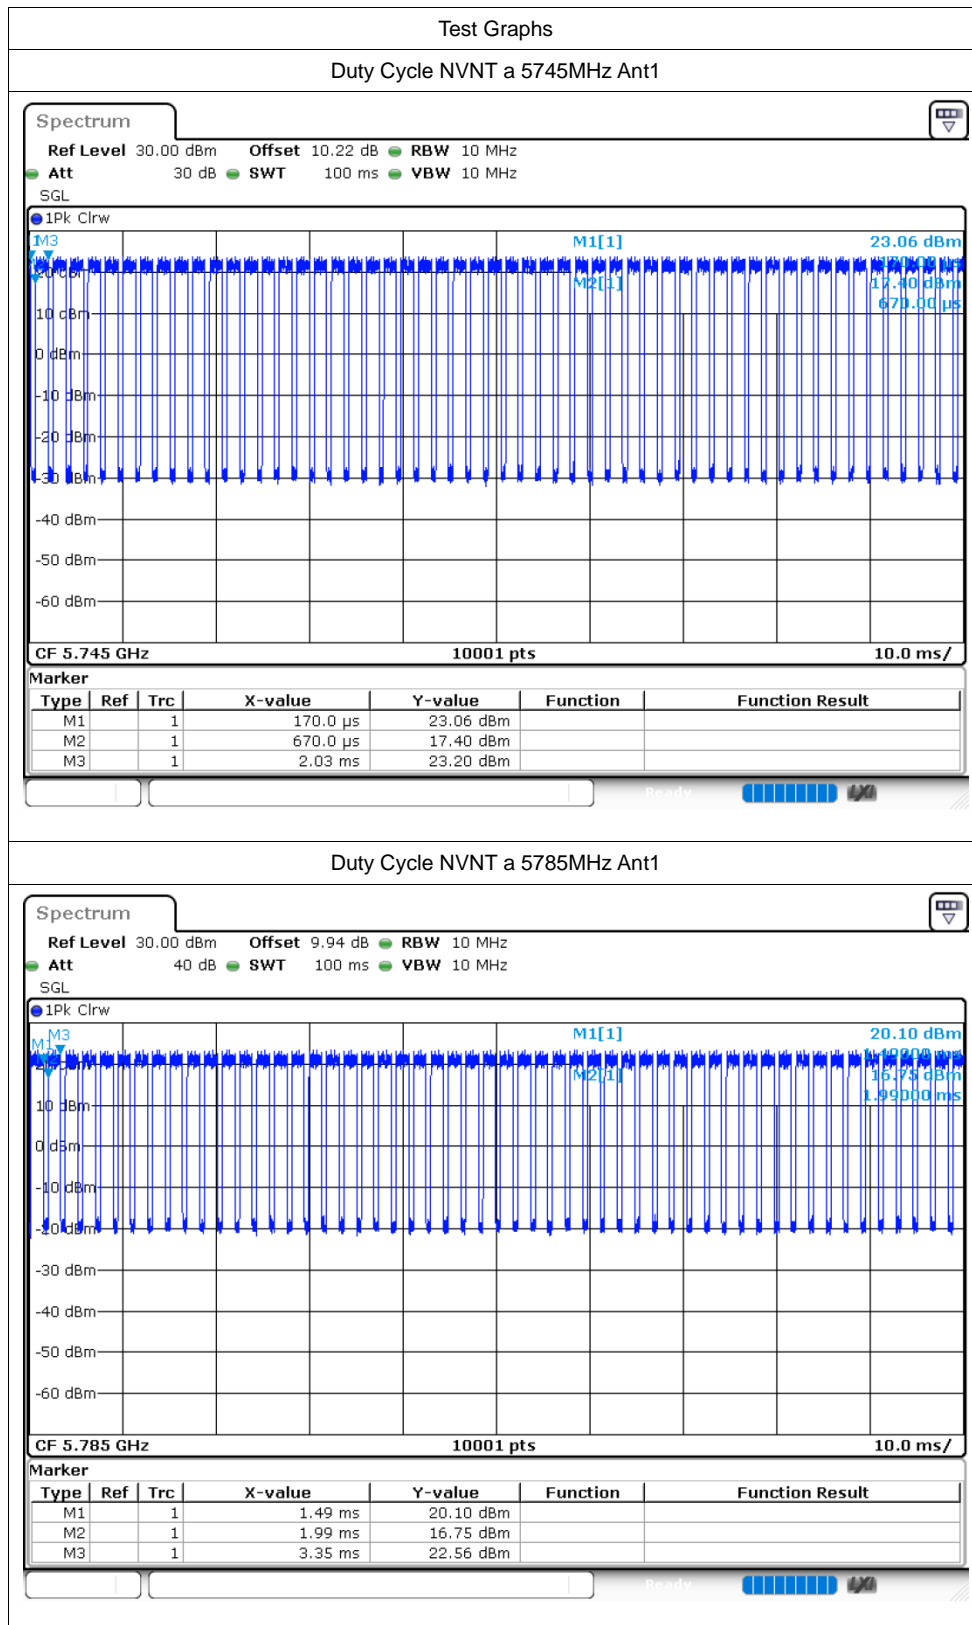 Test Graphs
Duty Cycle NVNT a 5745MHz Ant1
Spectrum
Ref Level 30.00 dBm Offset 10.22 dB RBW 10 MHz
Att 30 dB SWT 100 ms VBW 10 MHz
SGL
1Pk Clrw
M3 M1[1] 23.06 dBm
M2[1] 17.40 dBm
670.00 µs
10 dBm
0 dBm
-10 dBm
-20 dBm
-30 dBm
-40 dBm
-50 dBm
-60 dBm
CF 5.745 GHz 10001 pts 10.0 ms/
Marker
Type Ref Trc X-value Y-value Function Function Result
M1 1 170.0 µs 23.06 dBm
M2 1 670.0 µs 17.40 dBm
M3 1 2.03 ms 23.20 dBm
Ready LXI
Duty Cycle NVNT a 5785MHz Ant1
Spectrum
Ref Level 30.00 dBm Offset 9.94 dB RBW 10 MHz
Att 40 dB SWT 100 ms VBW 10 MHz
SGL
1Pk Clrw
M3 M1[1] 20.10 dBm
M1
M2[1] 16.75 dBm
1.99000 ms
10 dBm
0 dBm
-10 dBm
-20 dBm
-30 dBm
-40 dBm
-50 dBm
-60 dBm
CF 5.785 GHz 10001 pts 10.0 ms/
Marker
Type Ref Trc X-value Y-value Function Function Result
M1 1 1.49 ms 20.10 dBm
M2 1 1.99 ms 16.75 dBm
M3 1 3.35 ms 22.56 dBm
Ready LXI